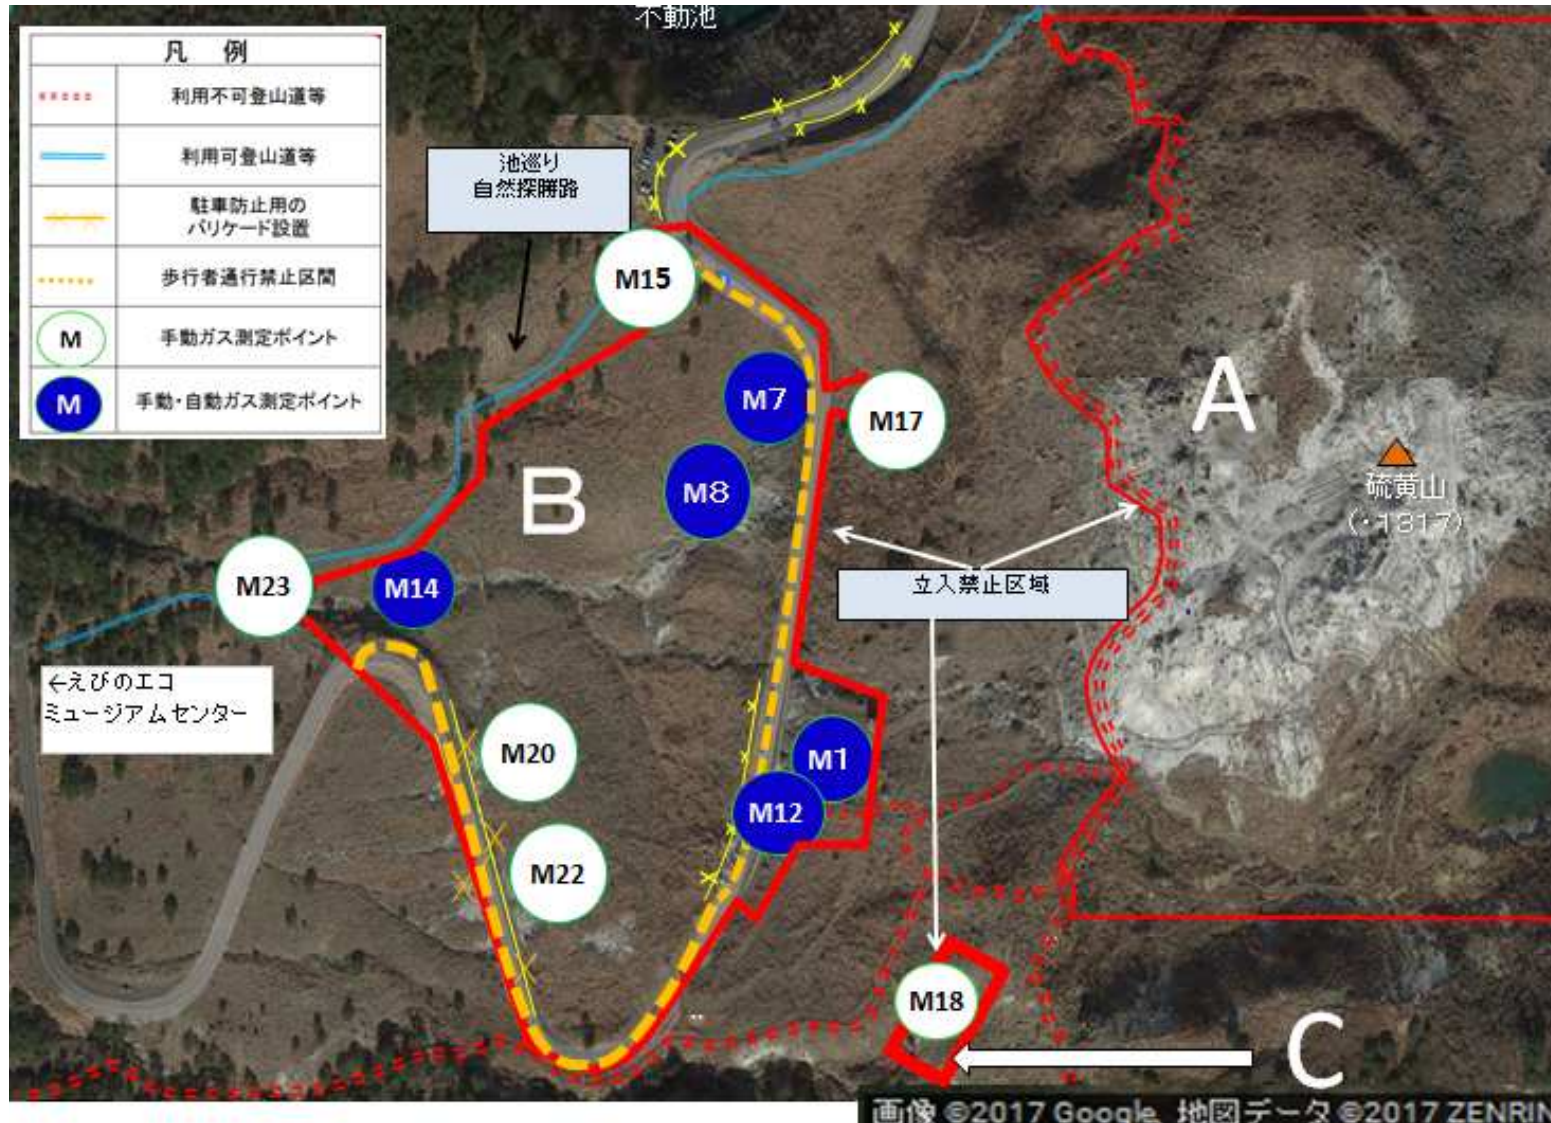 不動池
凡 例
利用不可登山道等
利用可登山道等
駐車防止用の
バリケード設置
歩行者通行禁止区間
M
手動ガス測定ポイント
M
手動・自動ガス測定ポイント
池巡り
自然探勝路
M15
M7
M17
A
M8
B
硫黄山
(・1317)
立入禁止区域
M23
M14
←えびのエコ
ミュージアムセンター
M20
M1
M12
M22
M18
C
画像 ©2017 Google、地図データ ©2017 ZENRIN